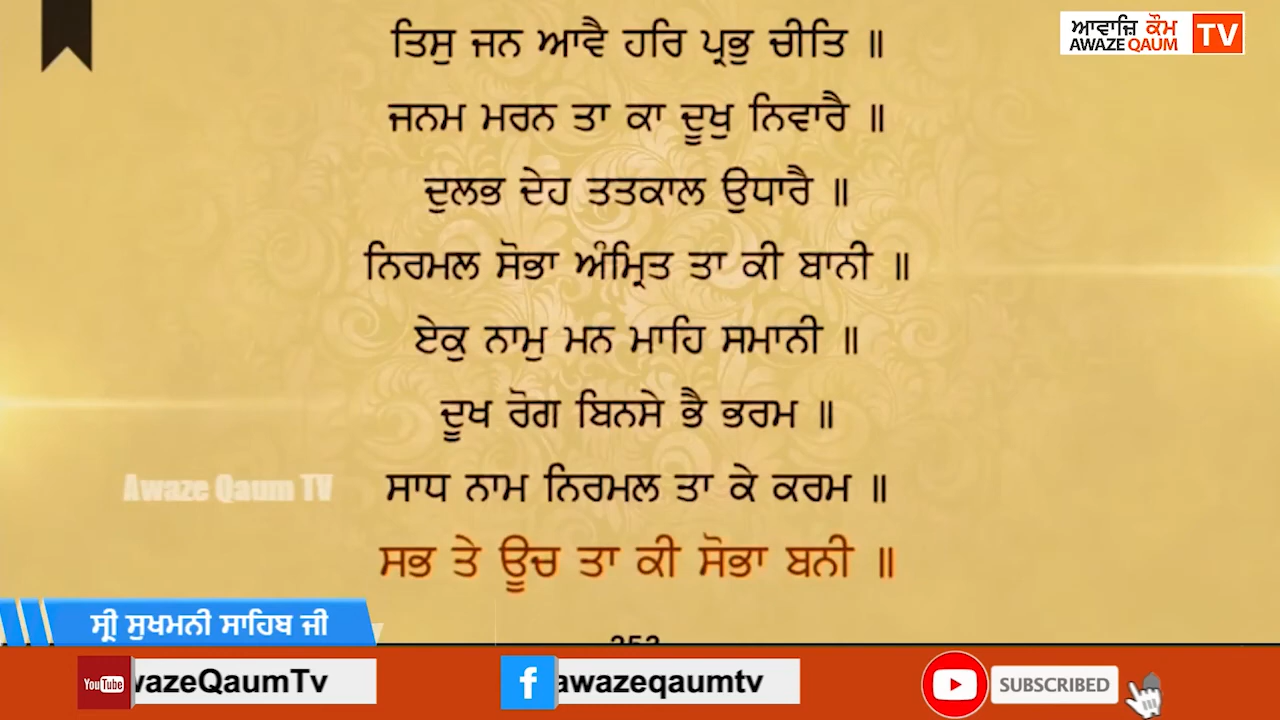 ਤਿਸੁ ਜਨ ਆਵੈ ਹਰਿ ਪ੍ਰਭੁ ਚੀਤਿ ॥
ਆਵਾਜ਼ਿ ਕੌਮ
AWAZE QAUM TV
ਜਨਮ ਮਰਨ ਤਾ ਕਾ ਦੂਖੁ ਨਿਵਾਰੈ ॥
ਦੁਲਭ ਦੇਹ ਤਤਕਾਲ ਉਧਾਰੈ ॥
ਨਿਰਮਲ ਸੋਭਾ ਅੰਮ੍ਰਿਤ ਤਾ ਕੀ ਬਾਨੀ ॥
ਏਕੁ ਨਾਮੁ ਮਨ ਮਾਹਿ ਸਮਾਨੀ ॥
ਦੂਖ ਰੋਗ ਬਿਨਸੇ ਭੈ ਭਰਮ ॥
Awaze Qaum TV
ਸਾਧ ਨਾਮ ਨਿਰਮਲ ਤਾ ਕੇ ਕਰਮ ॥
ਸਭ ਤੇ ਊਚ ਤਾ ਕੀ ਸੋਭਾ ਬਨੀ ॥
ਸ੍ਰੀ ਸੁਖਮਨੀ ਸਾਹਿਬ ਜੀ
YouTube wazeQaumTv
f awazeqaumtv
SUBSCRIBED